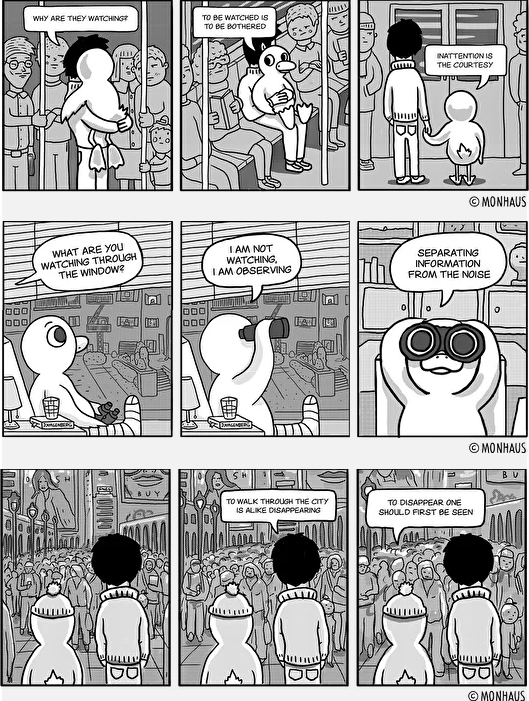 WHY ARE THEY WATCHING?
TO BE WATCHED IS
TO BE BOTHERED
INATTENTION IS
THE COURTESY
© MONHAUS
WHAT ARE YOU
WATCHING THROUGH
THE WINDOW?
I AM NOT
WATCHING,
I AM OBSERVING
SEPARATING
INFORMATION
FROM THE NOISE
© MONHAUS
BUY
TO WALK THROUGH THE CITY
IS ALIKE DISAPPEARING
TO DISAPPEAR ONE
SHOULD FIRST BE SEEN
© MONHAUS